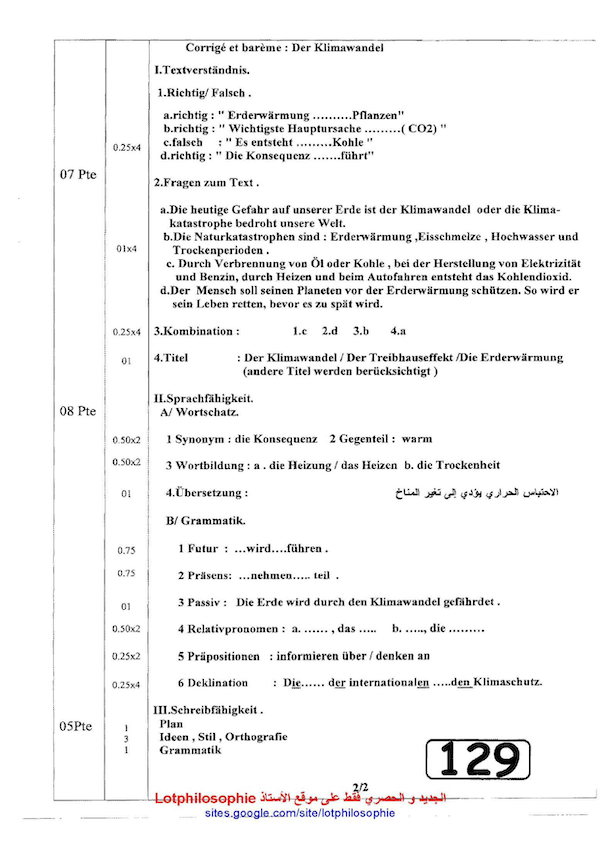 Corrigé et barème : Der Klimawandel
I.Textverständnis.
1.Richtig/ Falsch .
a.richtig : " Erderwärmung ..........Pflanzen"
b.richtig : " Wichtigste Hauptursache .........( CO2) "
0.25x4 c.falsch : " Es entsteht .........Kohle "
d.richtig : " Die Konsequenz .......führt"
07 Pte
2.Fragen zum Text .
a.Die heutige Gefahr auf unserer Erde ist der Klimawandel oder die Klima-
katastrophe bedroht unsere Welt.
01x4 b.Die Naturkatastrophen sind : Erderwärmung ,Eisschmelze , Hochwasser und
Trockenperioden .
c. Durch Verbrennung von Öl oder Kohle , bei der Herstellung von Elektrizität
und Benzin, durch Heizen und beim Autofahren entsteht das Kohlendioxid.
d.Der Mensch soll seinen Planeten vor der Erderwärmung schützen. So wird er
sein Leben retten, bevor es zu spät wird.
0.25x4 3.Kombination : 1.c 2.d 3.b 4.a
01 4.Titel : Der Klimawandel / Der Treibhauseffekt /Die Erderwärmung
(andere Titel werden berücksichtigt )
II.Sprachfähigkeit.
08 Pte A/ Wortschatz.
0.50x2 1 Synonym : die Konsequenz 2 Gegenteil : warm
0.50x2 3 Wortbildung : a . die Heizung / das Heizen b. die Trockenheit
01 4.Übersetzung : الاحتباس الحراري يؤدي إلى تغير المناخ
B/ Grammatik.
0.75 1 Futur : ...wird....führen .
0.75 2 Präsens: ...nehmen..... teil .
01 3 Passiv : Die Erde wird durch den Klimawandel gefährdet .
0.50x2 4 Relativpronomen : a. ...... , das ..... b. ....., die .........
0.25x2 5 Präpositionen : informieren über / denken an
0.25x4 6 Deklination : Die...... der internationalen .....den Klimaschutz.
III.Schreibfähigkeit .
05Pte 1 Plan
3 Ideen , Stil , Orthografie
1 Grammatik
129
2/2
Lotphilosophie الجديد و الحصري فقط على موقع الأستاذ
sites.google.com/site/lotphilosophie